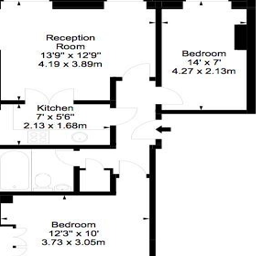 Reception
Room
13'9" x 12'9"
4.19 x 3.89m
Bedroom
14' x 7'
4.27 x 2.13m
Kitchen
7' x 5'6"
2.13 x 1.68m
Bedroom
12'3" x 10'
3.73 x 3.05m